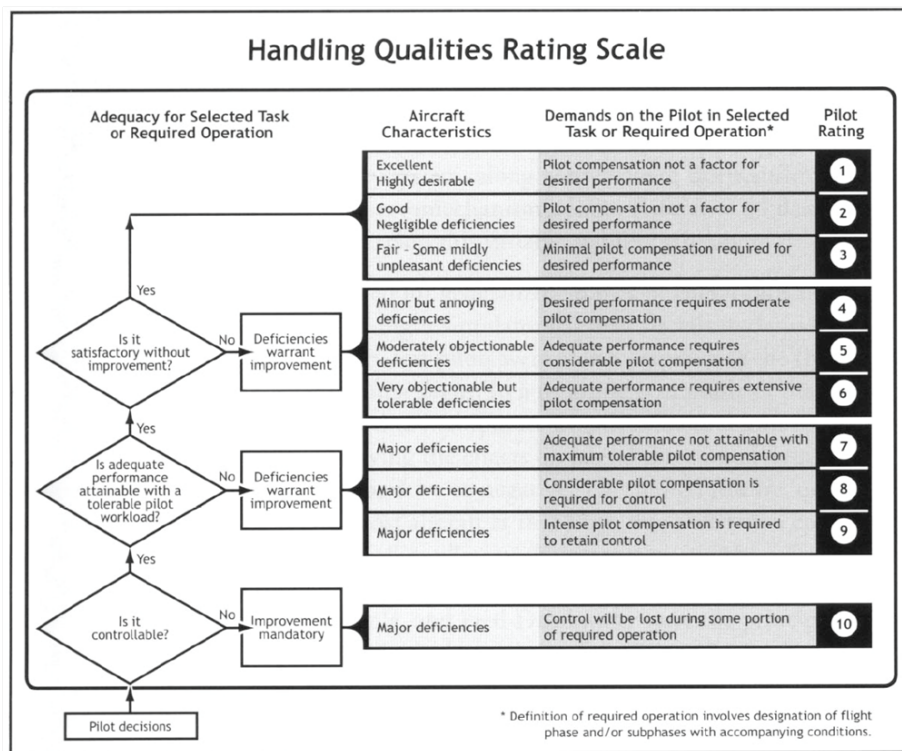 Handling Qualities Rating Scale
Adequacy for Selected Task
or Required Operation
Aircraft
Characteristics
Demands on the Pilot in Selected
Task or Required Operation*
Pilot
Rating
Excellent
Highly desirable
Pilot compensation not a factor for
desired performance
1
Good
Negligible deficiencies
Pilot compensation not a factor for
desired performance
2
Fair – Some mildly
unpleasant deficiencies
Minimal pilot compensation required for
desired performance
3
Yes
Is it
satisfactory without
improvement?
No
Deficiencies
warrant
improvement
Minor but annoying
deficiencies
Desired performance requires moderate
pilot compensation
4
Moderately objectionable
deficiencies
Adequate performance requires
considerable pilot compensation
5
Very objectionable but
tolerable deficiencies
Adequate performance requires extensive
pilot compensation
6
Yes
Is adequate
performance
attainable with a
tolerable pilot
workload?
No
Deficiencies
warrant
improvement
Major deficiencies
Adequate performance not attainable with
maximum tolerable pilot compensation
7
Major deficiencies
Considerable pilot compensation is
required for control
8
Major deficiencies
Intense pilot compensation is required
to retain control
9
Yes
Is it
controllable?
No
Improvement
mandatory
Major deficiencies
Control will be lost during some portion
of required operation
10
Pilot decisions
* Definition of required operation involves designation of flight
phase and/or subphases with accompanying conditions.